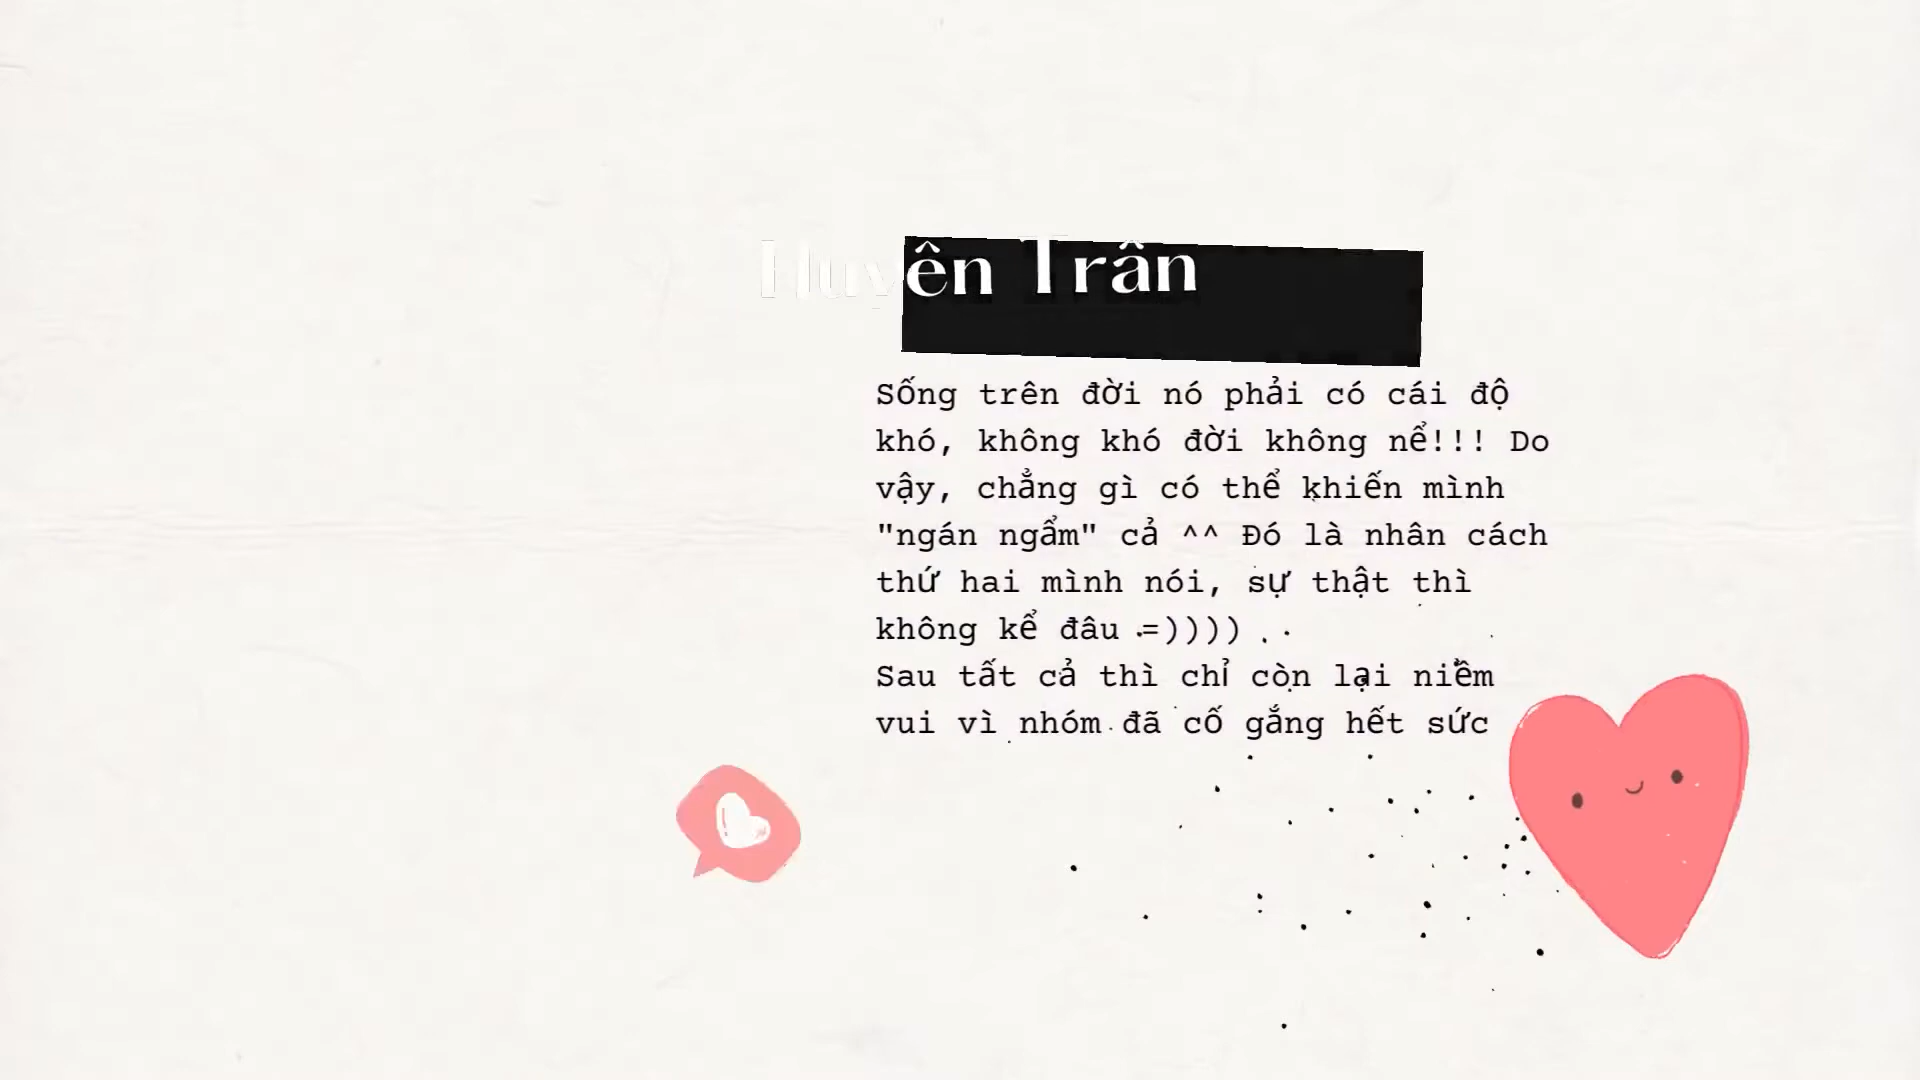 Huyên Trân
Sống trên đời nó phải có cái độ
khó, không khó đời không nể!!! Do
vậy, chẳng gì có thể khiến mình
"ngán ngẩm" cả ^^ Đó là nhân cách
thứ hai mình nói, sự thật thì
không kể đâu =))))
Sau tất cả thì chỉ còn lại niềm
vui vì nhóm đã cố gắng hết sức